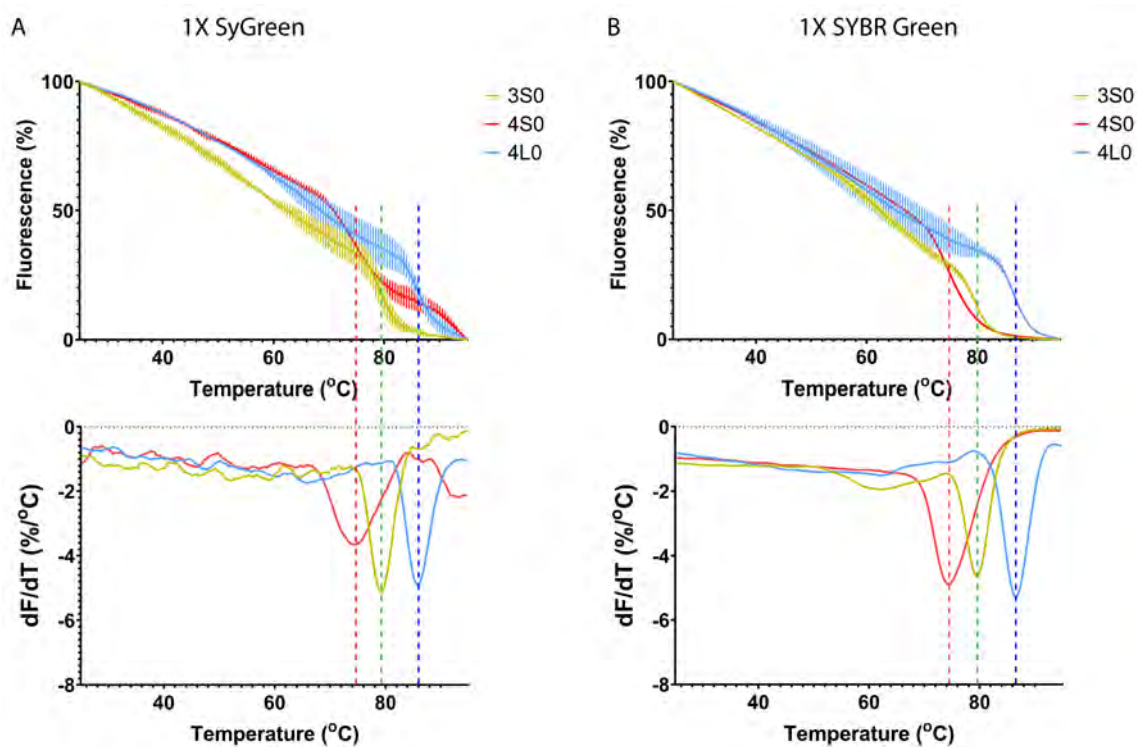 A
1X SyGreen
B
1X SYBR Green
Fluorescence (%)
100
50
0
40
60
80
Temperature (°C)
3S0
4S0
4L0
Fluorescence (%)
100
50
0
40
60
80
Temperature (°C)
3S0
4S0
4L0
dF/dT (%/°C)
0
-2
-4
-6
-8
40
60
80
Temperature (°C)
dF/dT (%/°C)
0
-2
-4
-6
-8
40
60
80
Temperature (°C)